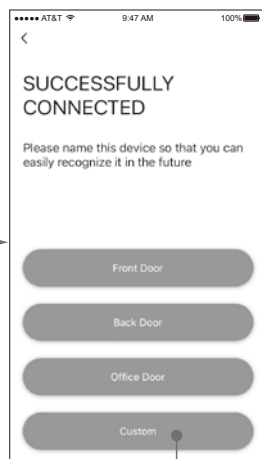 AT&T 9:47 AM 100%
SUCCESSFULLY
CONNECTED
Please name this device so that you can
easily recognize it in the future
Front Door
Back Door
Office Door
Custom